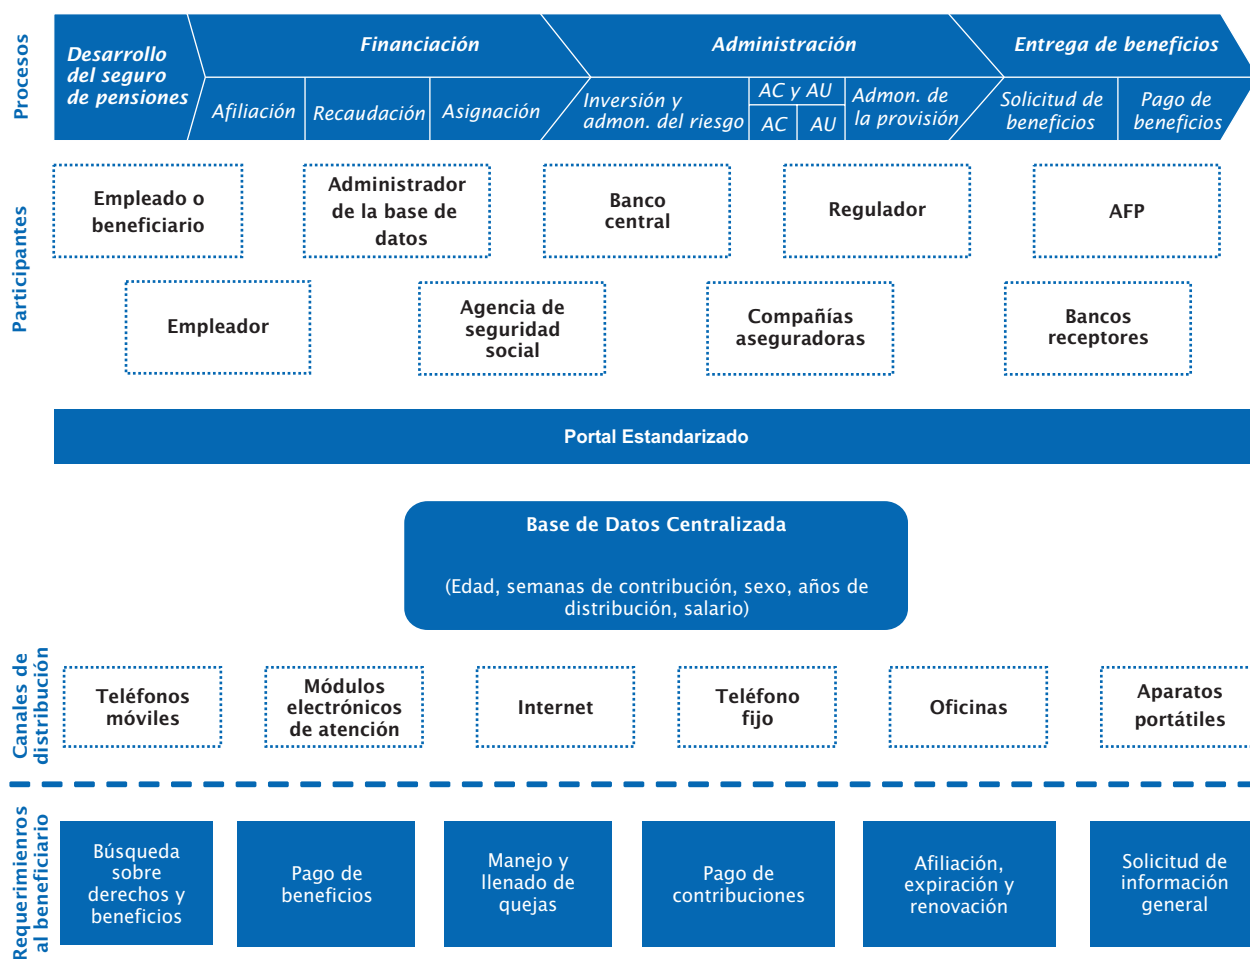 Procesos
Desarrollo
del seguro
de pensiones
Financiación
Administración
Entrega de beneficios
Afiliación
Recaudación
Asignación
Inversión y
admon. del riesgo
AC y AU
AC
AU
Admon. de
la provisión
Solicitud de
beneficios
Pago de
beneficios
Participantes
Empleado o
beneficiario
Administrador
de la base de
datos
Banco
central
Regulador
AFP
Empleador
Agencia de
seguridad
social
Compañías
aseguradoras
Bancos
receptores
Portal Estandarizado
Base de Datos Centralizada
(Edad, semanas de contribución, sexo, años de
distribución, salario)
Canales de
distribución
Teléfonos
móviles
Módulos
electrónicos
de atención
Internet
Teléfono
fijo
Oficinas
Aparatos
portátiles
Requerimienros
al beneficiario
Búsqueda
sobre
derechos y
beneficios
Pago de
beneficios
Manejo y
llenado de
quejas
Pago de
contribuciones
Afiliación,
expiración y
renovación
Solicitud de
información
general